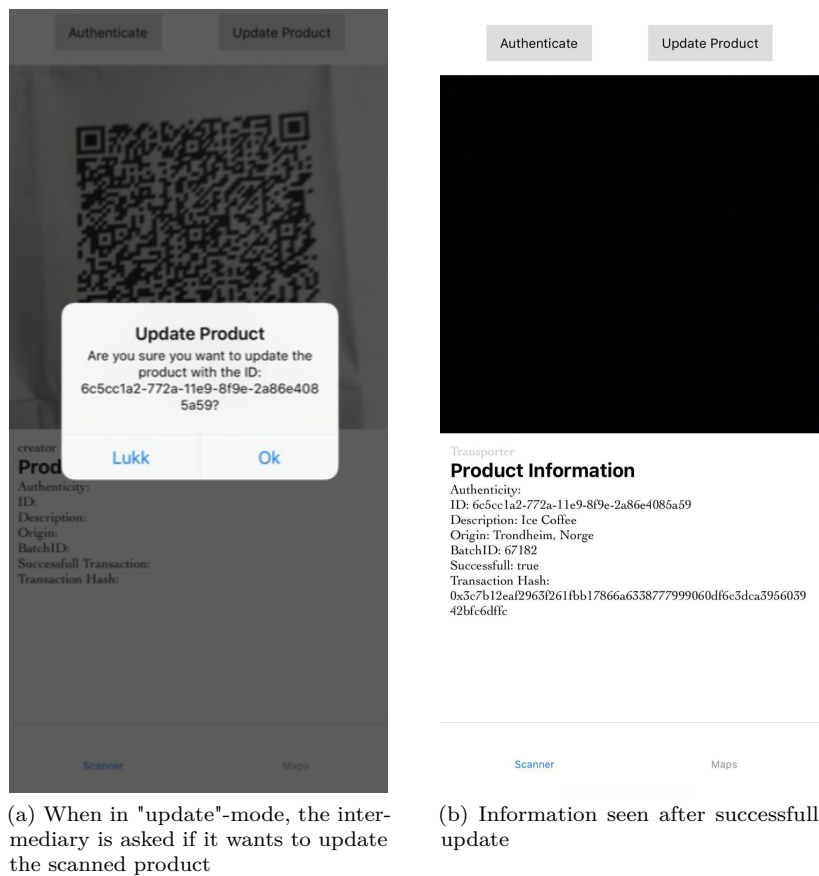 Authenticate
Update Product
Update Product
Are you sure you want to update the
product with the ID:
6c5cc1a2-772a-11e9-8f9e-2a86e408
5a59?
Lukk
Ok
creator
Prod
Authenticity:
ID:
Description:
Origin:
BatchID:
Successfull Transaction:
Transaction Hash:
Scanner
Maps
(a) When in "update"-mode, the inter-
mediary is asked if it wants to update
the scanned product
Authenticate
Update Product
Transporter
Product Information
Authenticity:
ID: 6c5cc1a2-772a-11e9-8f9e-2a86e4085a59
Description: Ice Coffee
Origin: Trondheim, Norge
BatchID: 67182
Successfull: true
Transaction Hash:
0x3c7b12eaf2963f261fbb17866a6338777999060df6c3dca3956039
42bfc6dffc
Scanner
Maps
(b) Information seen after successfull
update